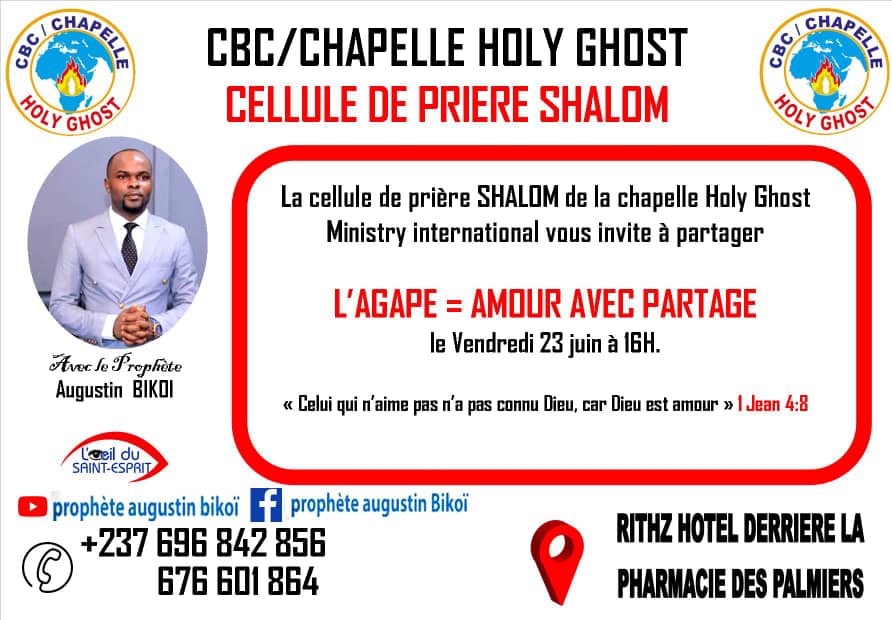 CBC / CHAPELLE
HOLY GHOST
CBC/CHAPELLE HOLY GHOST
CELLULE DE PRIERE SHALOM
CBC / CHAPELLE
HOLY GHOST
La cellule de prière SHALOM de la chapelle Holy Ghost
Ministry international vous invite à partager
L'AGAPE = AMOUR AVEC PARTAGE
le Vendredi 23 juin à 16H.
« Celui qui n'aime pas n'a pas connu Dieu, car Dieu est amour » 1 Jean 4:8
Avec le Prophète
Augustin BIKOI
L'œil du
SAINT-ESPRIT
prophète augustin bikoï
prophète augustin Bikoï
+237 696 842 856
676 601 864
RITHZ HOTEL DERRIERE LA
PHARMACIE DES PALMIERS